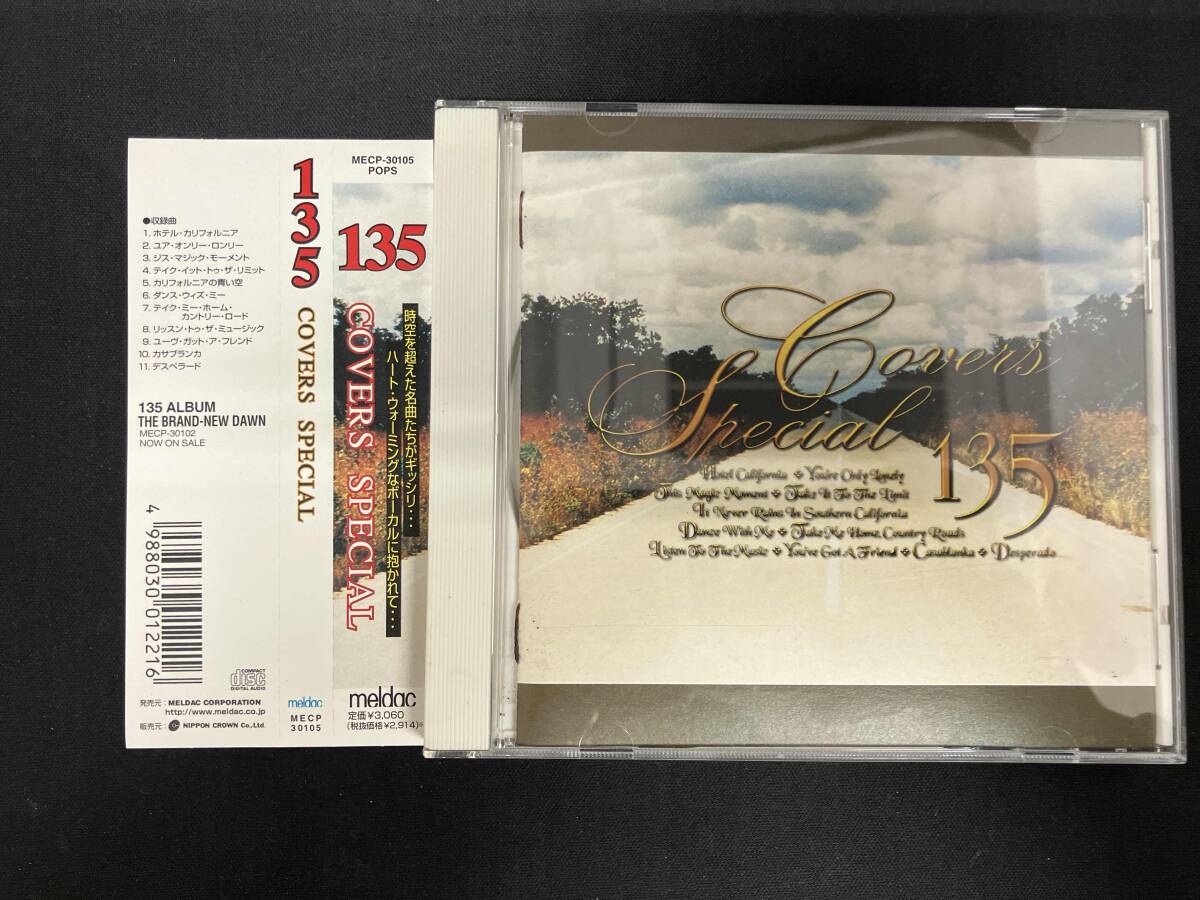 ●収録曲
1. ホテル・カリフォルニア
2. ユア・オンリー・ロンリー
3. ジス・マジック・モーメント
4. テイク・イット・トゥ・ザ・リミット
5. カリフォルニアの青い空
6. ダンス・ウィズ・ミー
7. テイク・ミー・ホーム・
カントリー・ロード
8. リッスン・トゥ・ザ・ミュージック
9. ユーヴ・ガット・ア・フレンド
10. カサブランカ
11. デスペラード
135 ALBUM
THE BRAND-NEW DAWN
MECP-30102
NOW ON SALE
4 988030 012216
COMPACT
disc
DIGITAL AUDIO
発売元: MELDAC CORPORATION
http://www.meldac.co.jp
販売元: NIPPON CROWN Co.,Ltd.
135
COVERS SPECIAL
meldac
MECP
30105
MECP-30105
POPS
135
COVERS SPECIAL
時空を超えた名曲たちがギッシリ・・・
ハート・ウォーミングなボーカルに抱かれて・・・
meldac
定価¥3,060
(税抜価格¥2,914)
Covers
Special
135
Hotel California ❖ You're Only Lonely
This Magic Moment ❖ Take It To The Limit
It Never Rains In Southern California
Dance With Me ❖ Take Me Home, Country Roads
Listen To The Music ❖ You've Got A Friend ❖ Casablanka ❖ Desperado